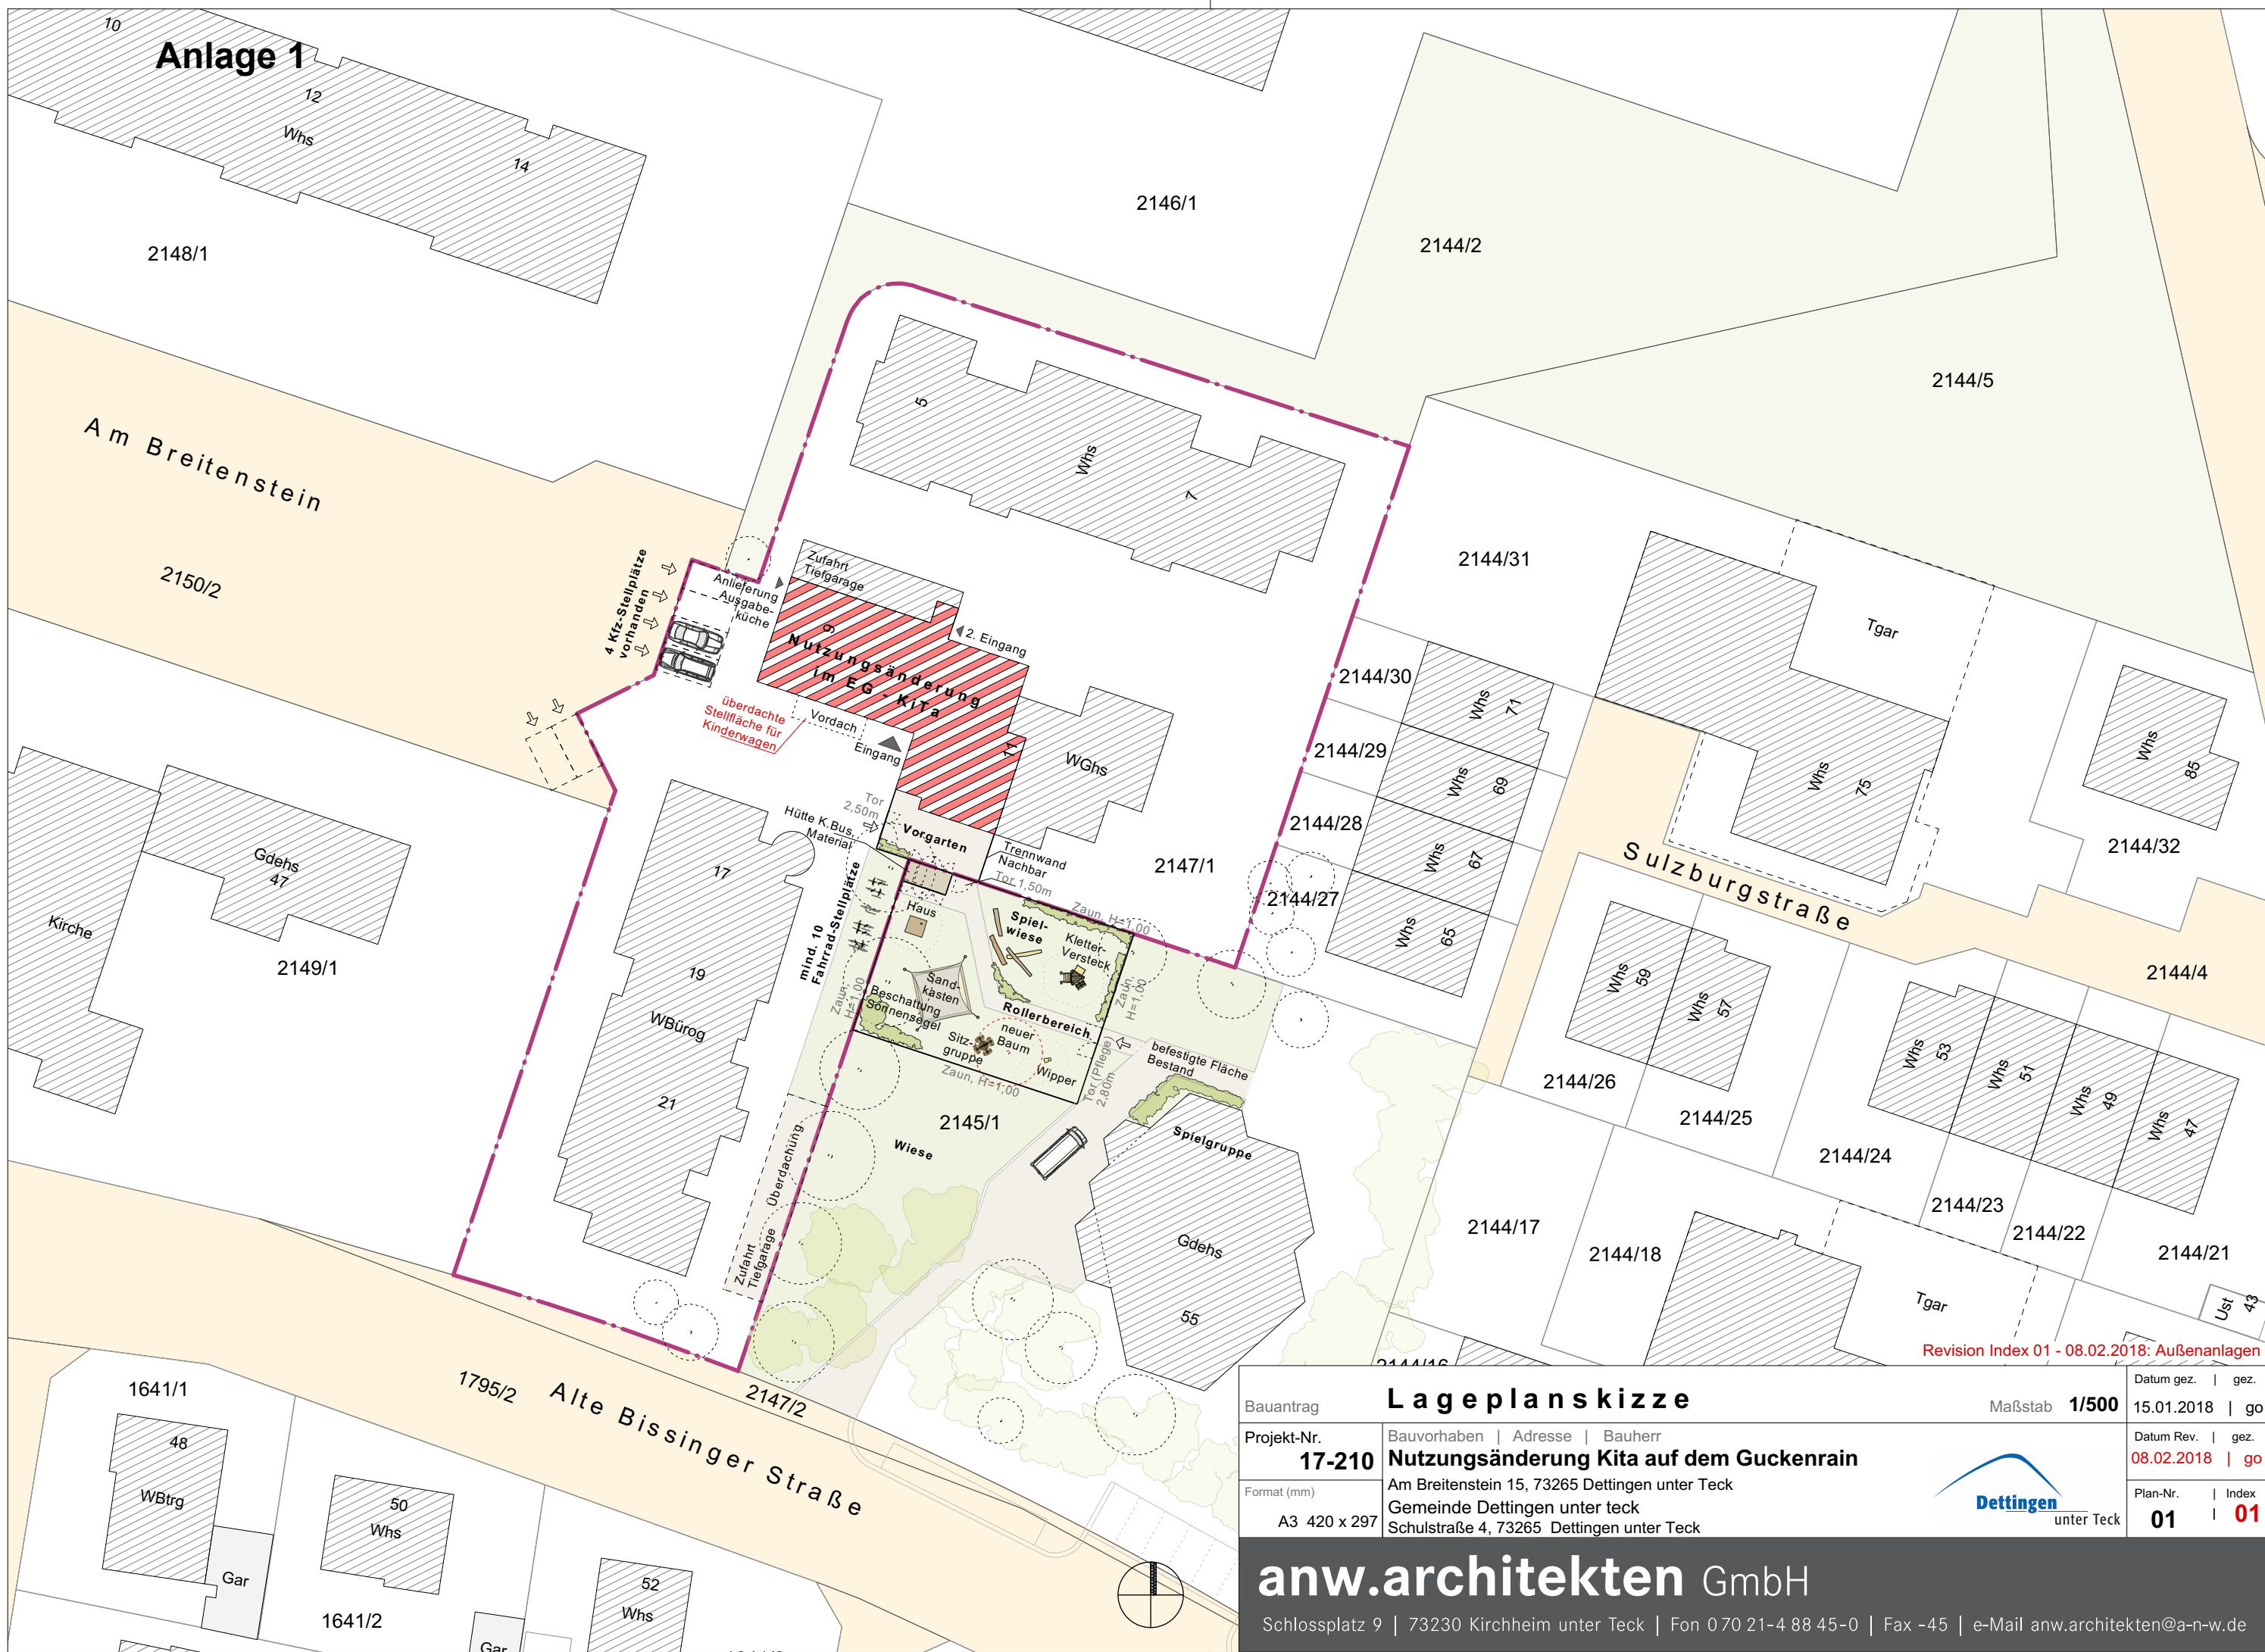 Anlage 1
10
12
Whs
14
2148/1
2146/1
2144/2
2144/5
Am Breitenstein
2150/2
5
Whs
7
4 Kfz-Stellplätze
vorhanden
Anlieferung
Ausgabe-
küche
Zufahrt
Tiefgarage
9
Nutzungsänderung
im EG - KiTa
2. Eingang
überdachte
Stellfläche für
Kinderwagen
Vordach
Eingang
11
WGhs
2144/31
2144/30
2144/29
2144/28
2144/27
Whs
71
Whs
69
Whs
67
Whs
65
Tgar
Whs
75
Whs
85
2144/32
Sulzburgstraße
2144/4
Tor
2.50m
Hütte K.Bus,
Material
Vorgarten
Trennwand
Nachbar
Tor 1,50m
2147/1
mind. 10
Fahrrad-Stellplätze
Zaun,
H=1,00
Haus
Spiel-
wiese
Zaun, H=1,00
Kletter-
Versteck
Zaun,
H=1,00
Sand-
kasten
Beschattung
Sonnensegel
Rollerbereich
Sitz-
gruppe
neuer
Baum
Wipper
Zaun, H=1,00
Tor (Pflege)
2,80m
befestigte Fläche
Bestand
Kirche
Gdehs
47
2149/1
17
19
WBürog
21
2145/1
Wiese
Zufahrt
Tiefgarage
Überdachung
Spielgruppe
Gdehs
55
Whs
59
Whs
57
Whs
53
Whs
51
Whs
49
Whs
47
2144/26
2144/25
2144/24
2144/23
2144/22
2144/21
2144/17
2144/18
Tgar
Ust
43
2144/16
1641/1
48
WBtrg
Gar
50
Whs
1641/2
Gar
52
Whs
1795/2
Alte Bissinger Straße
2147/2
Revision Index 01 - 08.02.2018: Außenanlagen
Bauantrag
Lageplanskizze
Maßstab 1/500
Datum gez. | gez.
15.01.2018 | go
Projekt-Nr.
17-210
Bauvorhaben | Adresse | Bauherr
Nutzungsänderung Kita auf dem Guckenrain
Am Breitenstein 15, 73265 Dettingen unter Teck
Gemeinde Dettingen unter teck
Schulstraße 4, 73265 Dettingen unter Teck
Format (mm)
A3 420 x 297
Dettingen
unter Teck
Datum Rev. | gez.
08.02.2018 | go
Plan-Nr. | Index
01 | 01
anw.architekten GmbH
Schlossplatz 9 | 73230 Kirchheim unter Teck | Fon 0 70 21-4 88 45-0 | Fax -45 | e-Mail anw.architekten@a-n-w.de